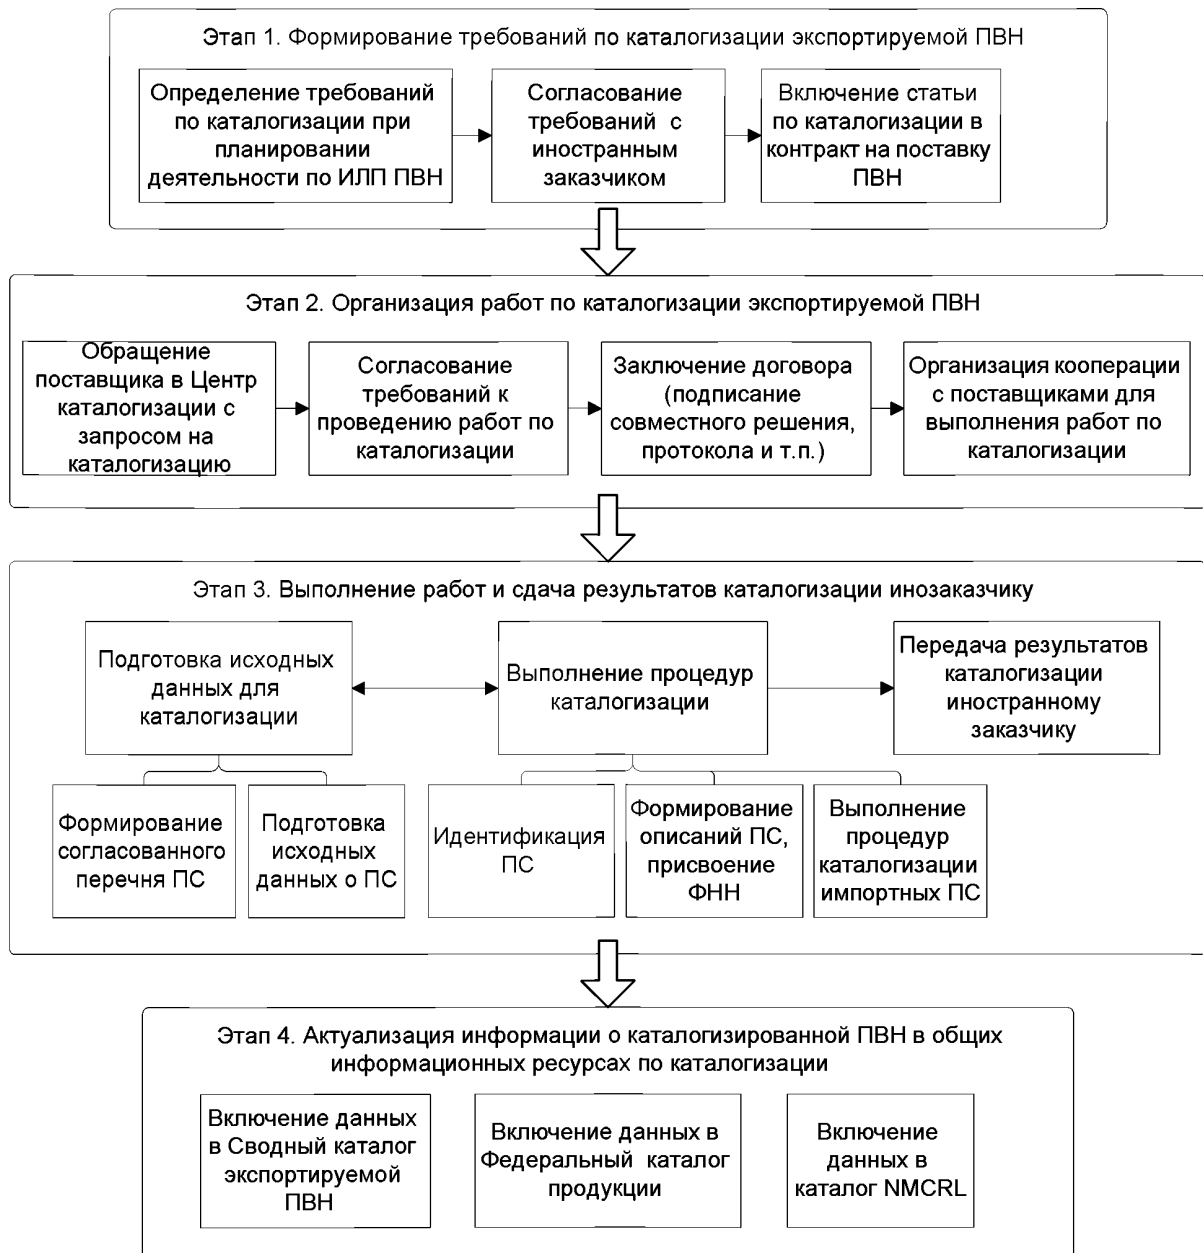 Этап 1. Формирование требований по каталогизации экспортируемой ПВН
Определение требований
по каталогизации при
планировании
деятельности по ИЛП ПВН
Согласование
требований с
иностранным
заказчиком
Включение статьи
по каталогизации в
контракт на поставку
ПВН
Этап 2. Организация работ по каталогизации экспортируемой ПВН
Обращение
поставщика в Центр
каталогизации с
запросом на
каталогизацию
Согласование
требований к
проведению работ по
каталогизации
Заключение договора
(подписание
совместного решения,
протокола и т.п.)
Организация кооперации
с поставщиками для
выполнения работ по
каталогизации
Этап 3. Выполнение работ и сдача результатов каталогизации инозаказчику
Подготовка исходных
данных для
каталогизации
Выполнение процедур
каталогизации
Передача результатов
каталогизации
иностранному
заказчику
Формирование
согласованного
перечня ПС
Подготовка
исходных
данных о ПС
Идентификация
ПС
Формирование
описаний ПС,
присвоение
ФНН
Выполнение
процедур
каталогизации
импортных ПС
Этап 4. Актуализация информации о каталогизированной ПВН в общих
информационных ресурсах по каталогизации
Включение данных
в Сводный каталог
экспортируемой
ПВН
Включение данных в
Федеральный каталог
продукции
Включение
данных в
каталог NMCRL